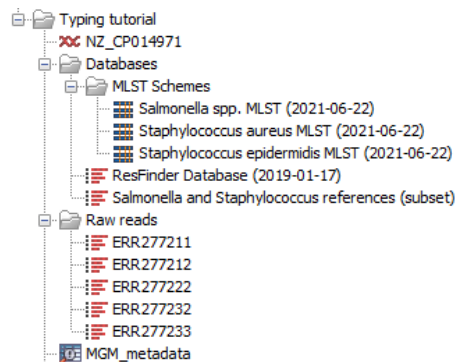 Typing tutorial
NZ_CP014971
Databases
MLST Schemes
Salmonella spp. MLST (2021-06-22)
Staphylococcus aureus MLST (2021-06-22)
Staphylococcus epidermidis MLST (2021-06-22)
ResFinder Database (2019-01-17)
Salmonella and Staphylococcus references (subset)
Raw reads
ERR277211
ERR277212
ERR277222
ERR277232
ERR277233
MGM_metadata